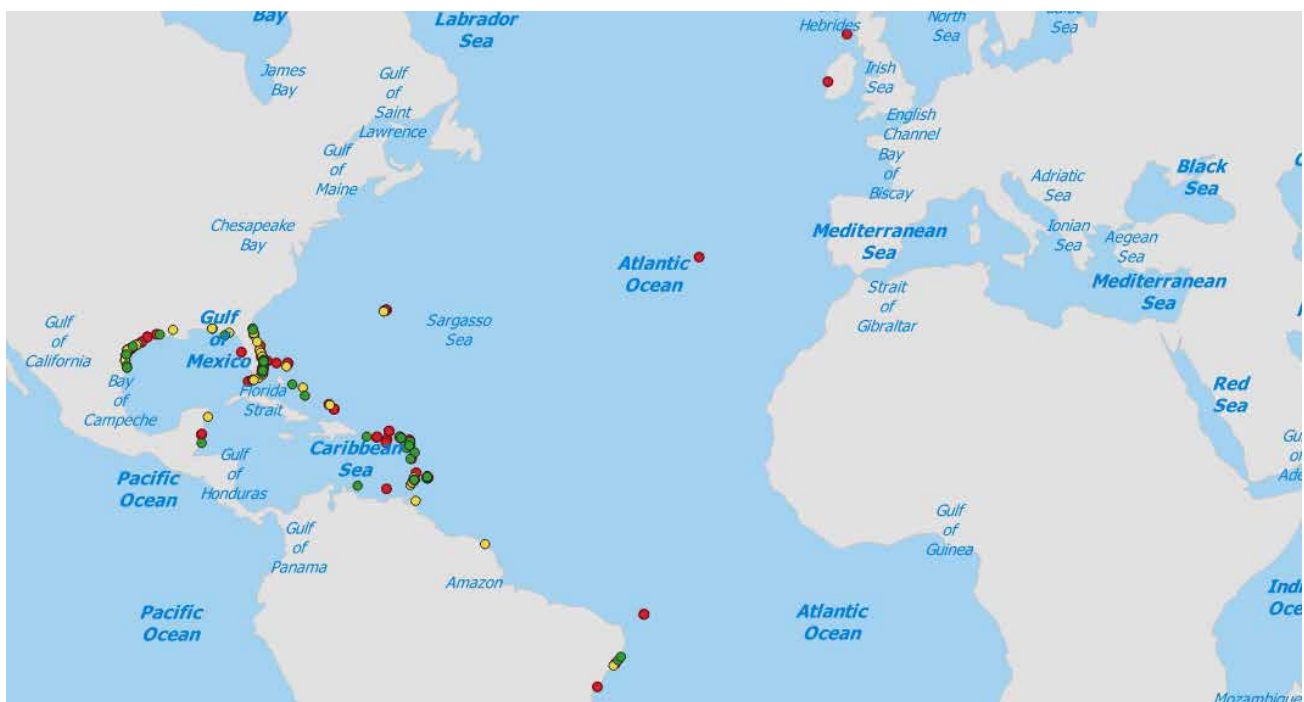 Bay
Labrador
Sea
Hebrides
North
Sea
Sea
James
Bay
Gulf
of
Saint
Lawrence
Irish
Sea
English
Channel
Bay
of
Biscay
Gulf
of
Maine
Black
Sea
Adriatic
Sea
Chesapeake
Bay
Mediterranean
Sea
Ionian
Sea
Aegean
Sea
Atlantic
Ocean
Mediterranean
Sea
Strait
of
Gibraltar
Gulf
of
California
Gulf
of
Mexico
Sargasso
Sea
Bay
of
Campeche
Florida
Strait
Red
Sea
Gulf
of
Honduras
Caribbean
Sea
Pacific
Ocean
Gulf
of
Panama
Gulf
of
Guinea
Amazon
Pacific
Ocean
Atlantic
Ocean
Mozambique